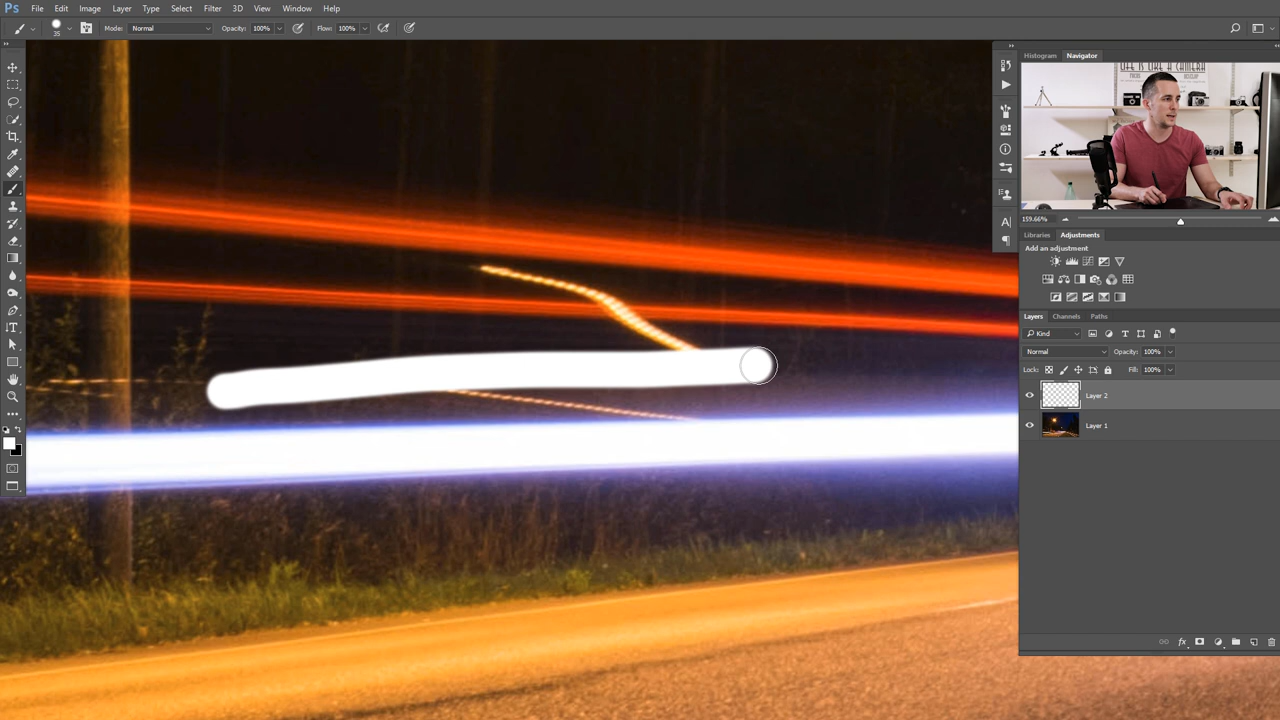 Ps File Edit Image Layer Type Select Filter 3D View Window Help
35 Mode: Normal Opacity: 100% Flow: 100%
Histogram Navigator
LIFE IS LIKE A CAMERA
159.66%
Libraries Adjustments
Add an adjustment
Layers Channels Paths
Kind
Normal Opacity: 100%
Lock: Fill: 100%
Layer 2
Layer 1